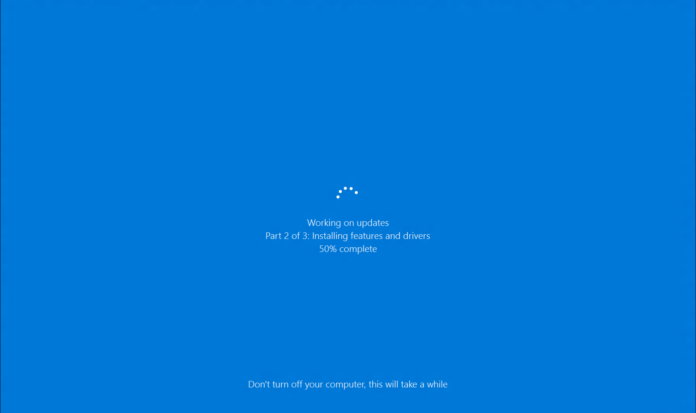 Working on updates
Part 2 of 3: Installing features and drivers
50% complete
Don't turn off your computer, this will take a while